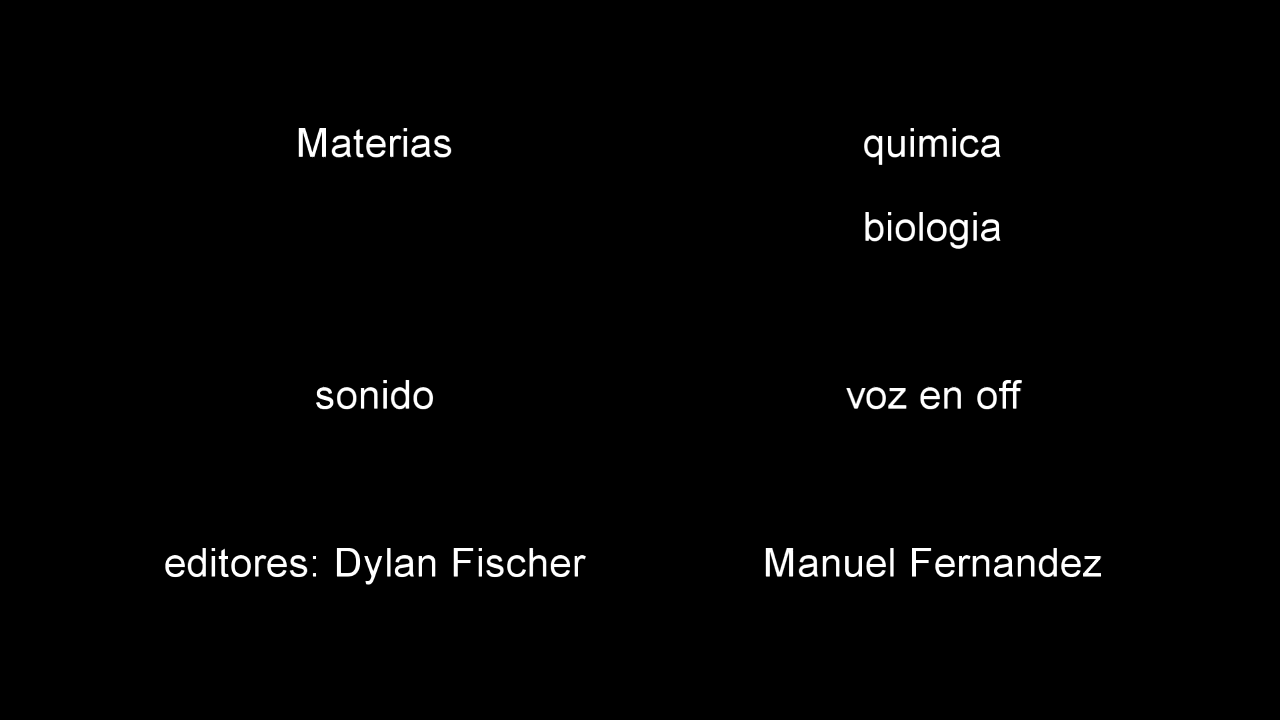 Materias quimica
biologia
sonido voz en off
editores: Dylan Fischer Manuel Fernandez